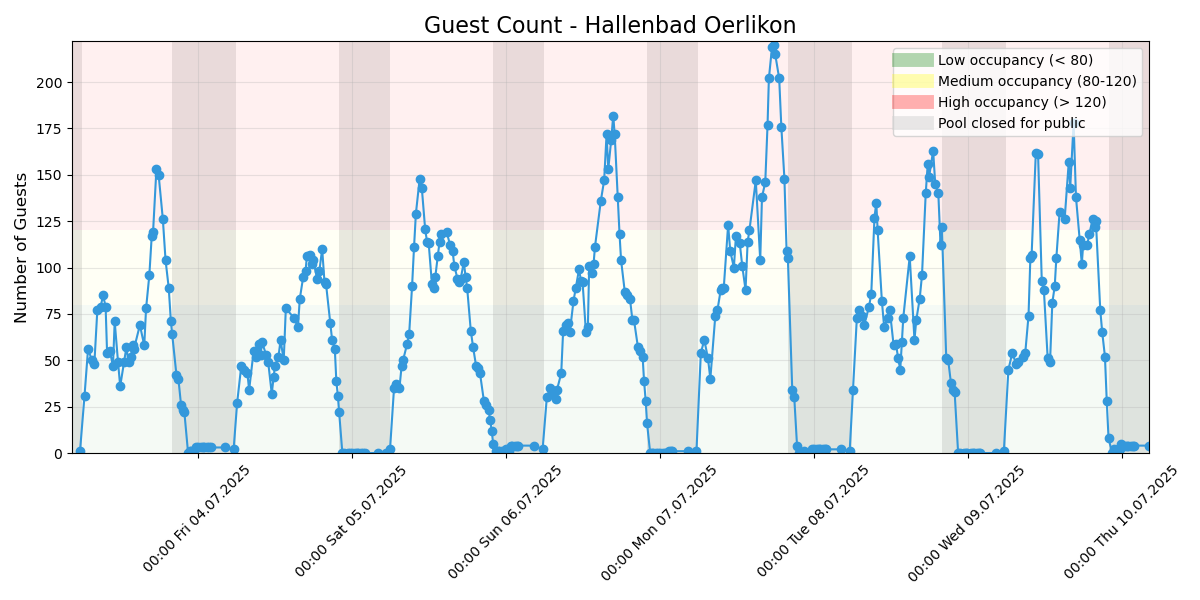 Guest Count - Hallenbad Oerlikon
Number of Guests
200
175
150
125
100
75
50
25
0
Low occupancy (< 80)
Medium occupancy (80-120)
High occupancy (> 120)
Pool closed for public
00:00 Fri 04.07.2025
00:00 Sat 05.07.2025
00:00 Sun 06.07.2025
00:00 Mon 07.07.2025
00:00 Tue 08.07.2025
00:00 Wed 09.07.2025
00:00 Thu 10.07.2025